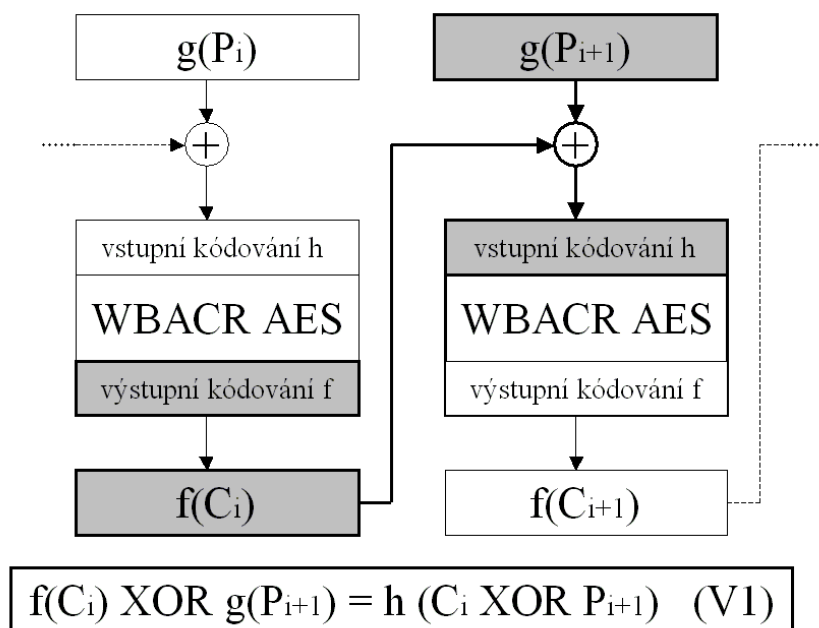 g(Pi)
g(Pi+1)
vstupní kódování h
WBACR AES
výstupní kódování f
f(Ci)
vstupní kódování h
WBACR AES
výstupní kódování f
f(Ci+1)
f(Ci) XOR g(Pi+1) = h (Ci XOR Pi+1) (V1)